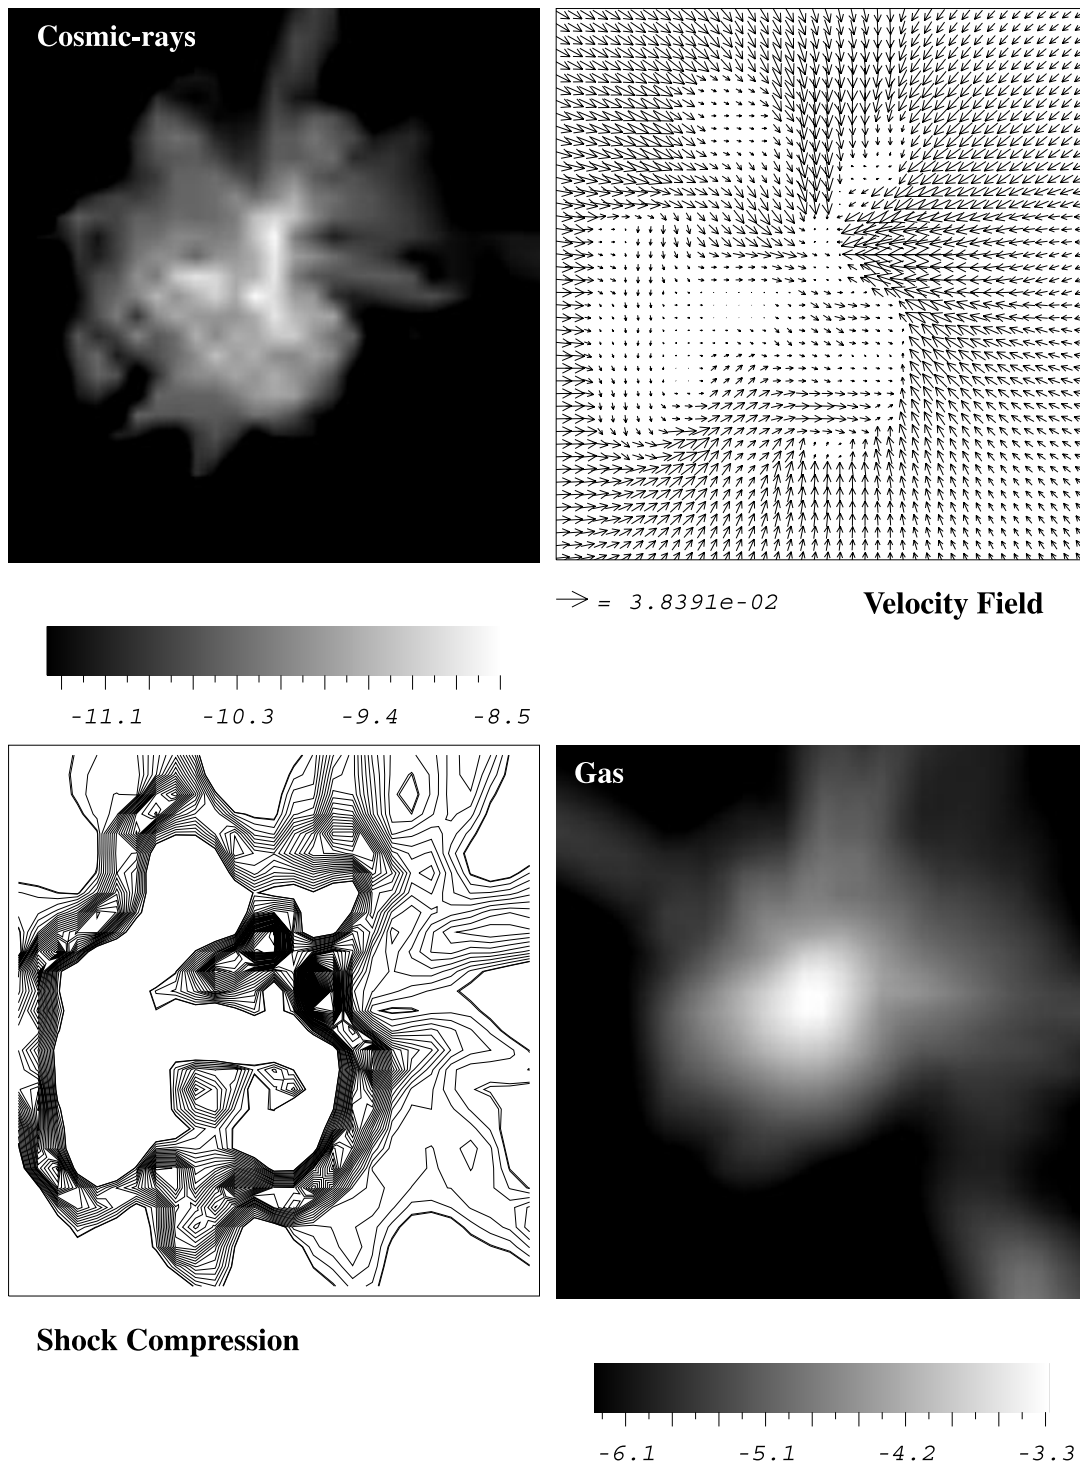 Cosmic-rays
= 3.8391e-02
Velocity Field
-11.1 -10.3 -9.4 -8.5
Gas
Shock Compression
-6.1 -5.1 -4.2 -3.3